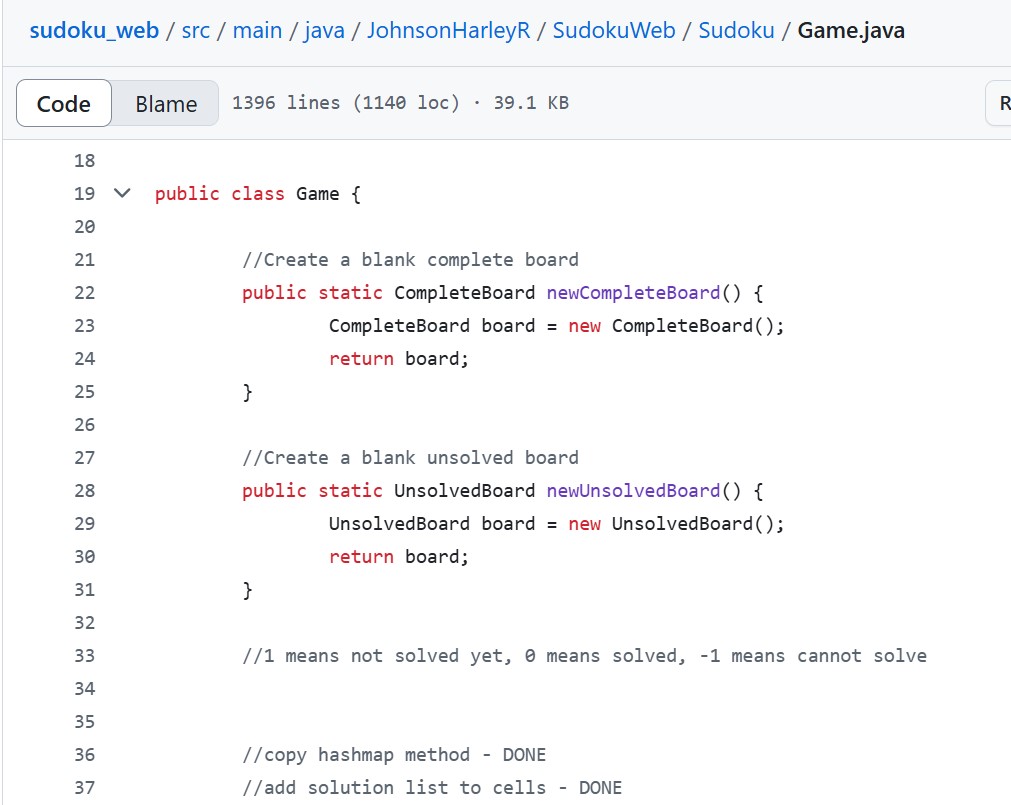 sudoku_web / src / main / java / JohnsonHarleyR / SudokuWeb / Sudoku / Game.java
Code Blame 1396 lines (1140 loc) · 39.1 KB R
18
19 public class Game {
20
21 //Create a blank complete board
22 public static CompleteBoard newCompleteBoard() {
23 CompleteBoard board = new CompleteBoard();
24 return board;
25 }
26
27 //Create a blank unsolved board
28 public static UnsolvedBoard newUnsolvedBoard() {
29 UnsolvedBoard board = new UnsolvedBoard();
30 return board;
31 }
32
33 //1 means not solved yet, 0 means solved, -1 means cannot solve
34
35
36 //copy hashmap method - DONE
37 //add solution list to cells - DONE